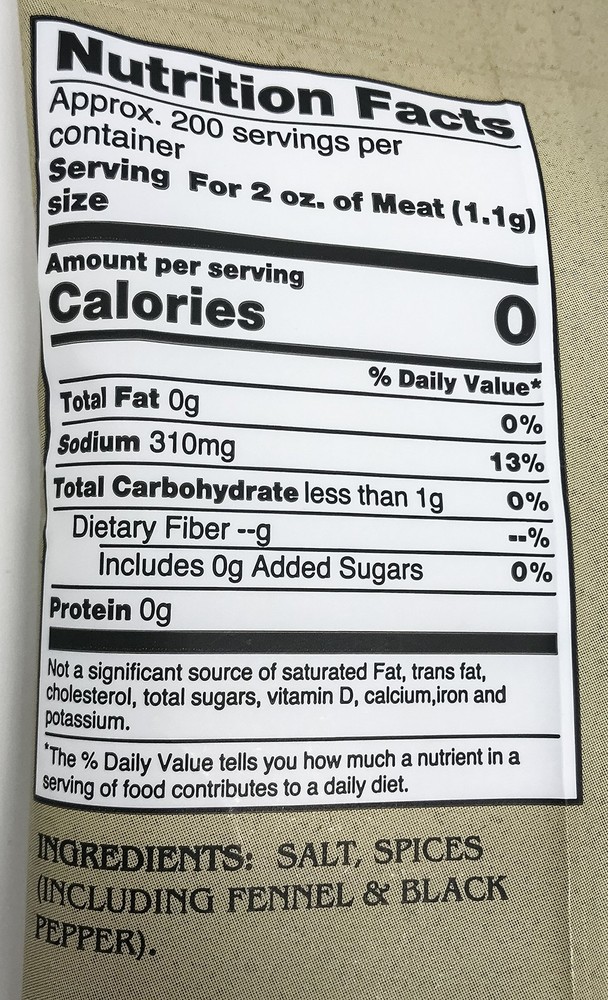 Nutrition Facts
Approx. 200 servings per
container
Serving For 2 oz. of Meat (1.1g)
size
Amount per serving
Calories 0
% Daily Value*
Total Fat 0g 0%
Sodium 310mg 13%
Total Carbohydrate less than 1g 0%
Dietary Fiber --g --%
Includes 0g Added Sugars 0%
Protein 0g
Not a significant source of saturated Fat, trans fat,
cholesterol, total sugars, vitamin D, calcium,iron and
potassium.
*The % Daily Value tells you how much a nutrient in a
serving of food contributes to a daily diet.
INGREDIENTS: SALT, SPICES
(INCLUDING FENNEL & BLACK
PEPPER).